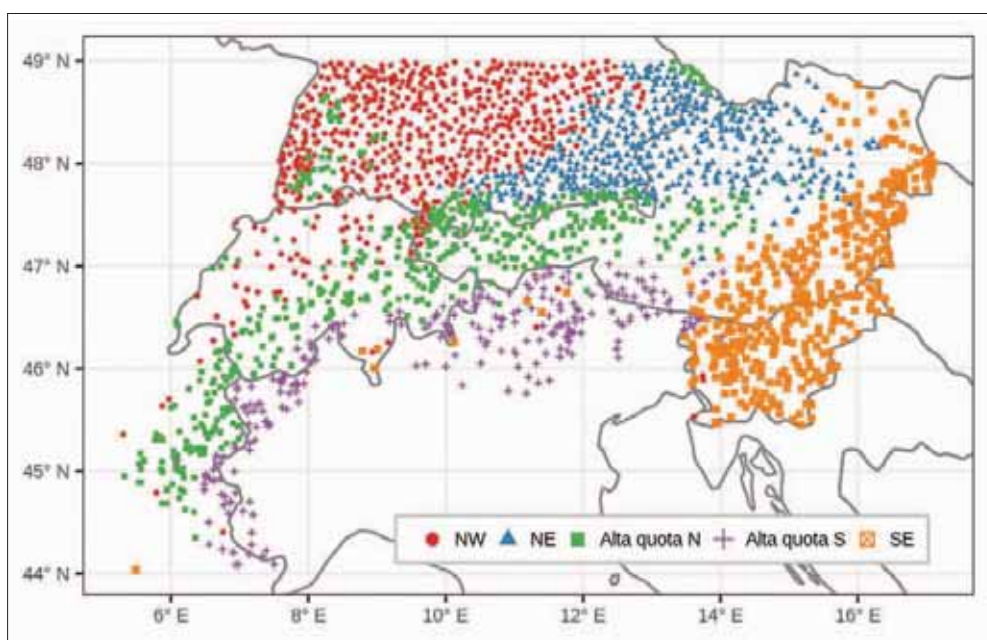 49° N
48° N
47° N
46° N
45° N
44° N
NW NE Alta quota N Alta quota S SE
6° E 8° E 10° E 12° E 14° E 16° E